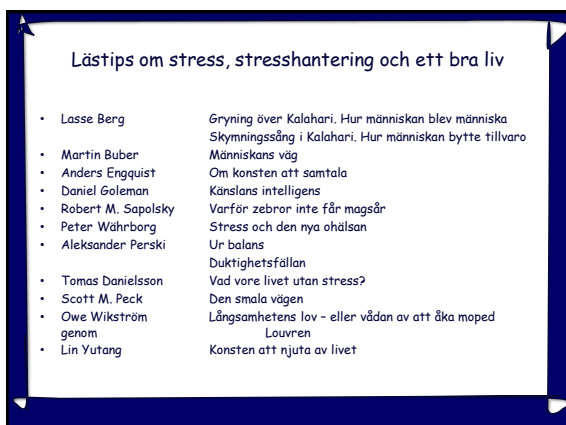 Lästips om stress, stresshantering och ett bra liv
• Lasse Berg Gryning över Kalahari. Hur människan blev människa
Skymningssång i Kalahari. Hur människan bytte tillvaro
• Martin Buber Människans väg
• Anders Engquist Om konsten att samtala
• Daniel Goleman Känslans intelligens
• Robert M. Sapolsky Varför zebror inte får magsår
• Peter Währborg Stress och den nya ohälsan
• Aleksander Perski Ur balans
Duktighetsfällan
• Tomas Danielsson Vad vore livet utan stress?
• Scott M. Peck Den smala vägen
• Owe Wikström Långsamhetens lov – eller vådan av att åka moped
genom Louvren
• Lin Yutang Konsten att njuta av livet